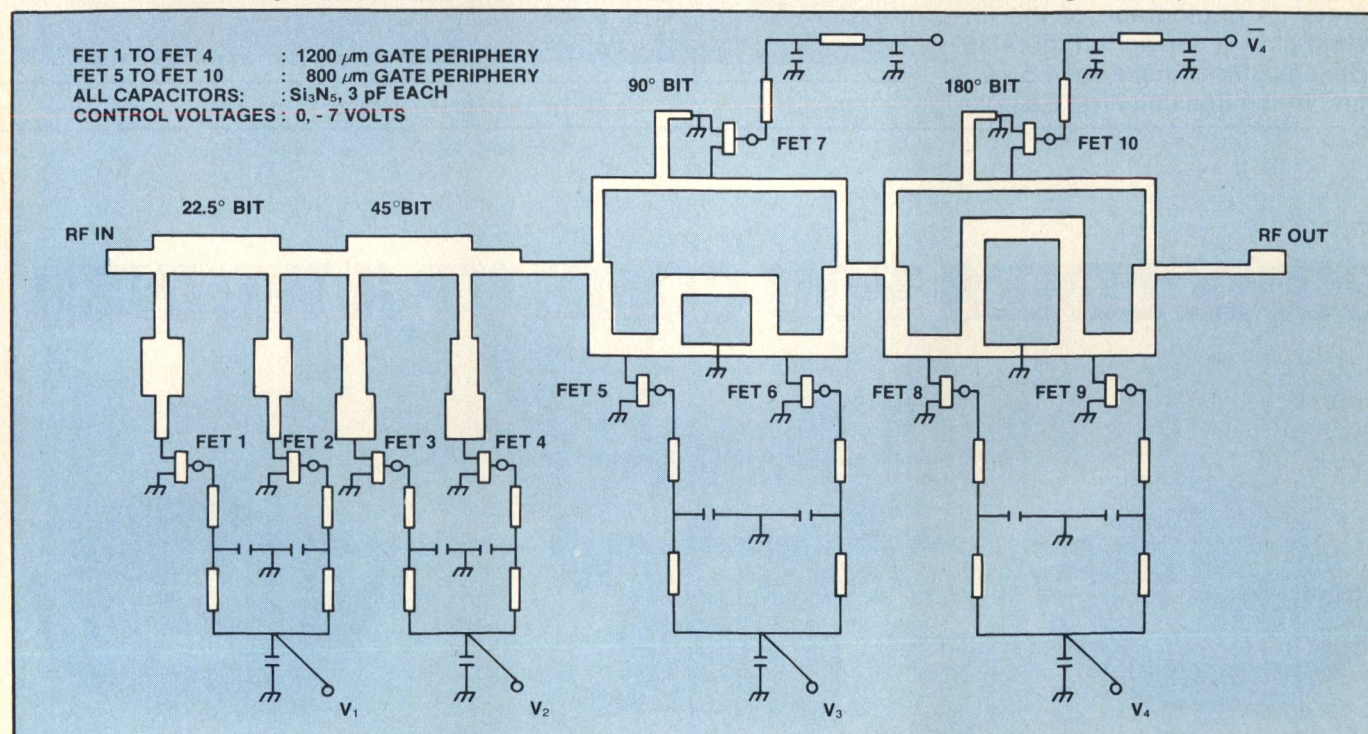 FET 1 TO FET 4 : 1200 μm GATE PERIPHERY
FET 5 TO FET 10 : 800 μm GATE PERIPHERY
ALL CAPACITORS: : Si₃N₅, 3 pF EACH
CONTROL VOLTAGES : 0, - 7 VOLTS
V̅₄
90° BIT
180° BIT
FET 7
FET 10
22.5° BIT
45°BIT
RF IN
RF OUT
FET 5
FET 6
FET 8
FET 9
FET 1
FET 2
FET 3
FET 4
V₁
V₂
V₃
V₄